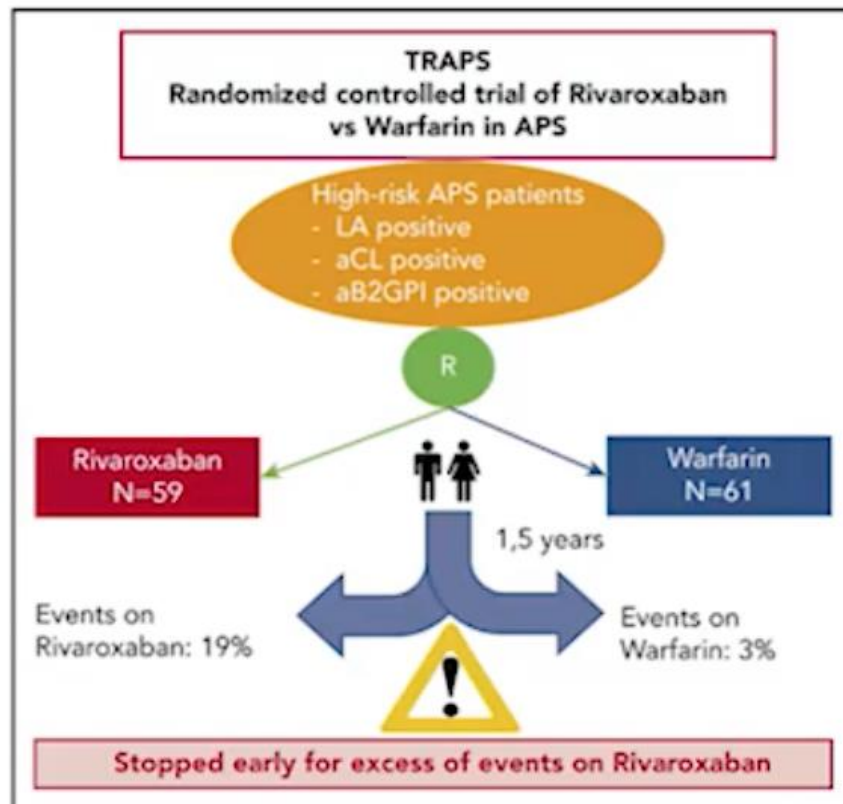 TRAPS
Randomized controlled trial of Rivaroxaban
vs Warfarin in APS
High-risk APS patients
- LA positive
- aCL positive
- aB2GPI positive
R
Rivaroxaban
N=59
Warfarin
N=61
1,5 years
Events on
Rivaroxaban: 19%
Events on
Warfarin: 3%
!
Stopped early for excess of events on Rivaroxaban